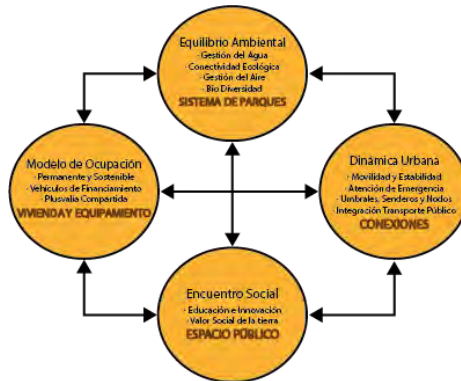 Equilibrio Ambiental
· Gestión del Agua
· Conectividad Ecológica
· Gestión del Aire
· Bio Diversidad
SISTEMA DE PARQUES
Modelo de Ocupación
· Permanente y Sostenible
· Vehículos de Financiamiento
· Plusvalia Compartida
VIVIENDA Y EQUIPAMIENTO
Dinámica Urbana
· Movilidad y Estabilidad
· Atención de Emergencia
· Umbrales, Senderos y Nodos
· Integración Transporte Público
CONEXIONES
Encuentro Social
· Educación e Innovación
· Valor Social de la tierra
ESPACIO PÚBLICO